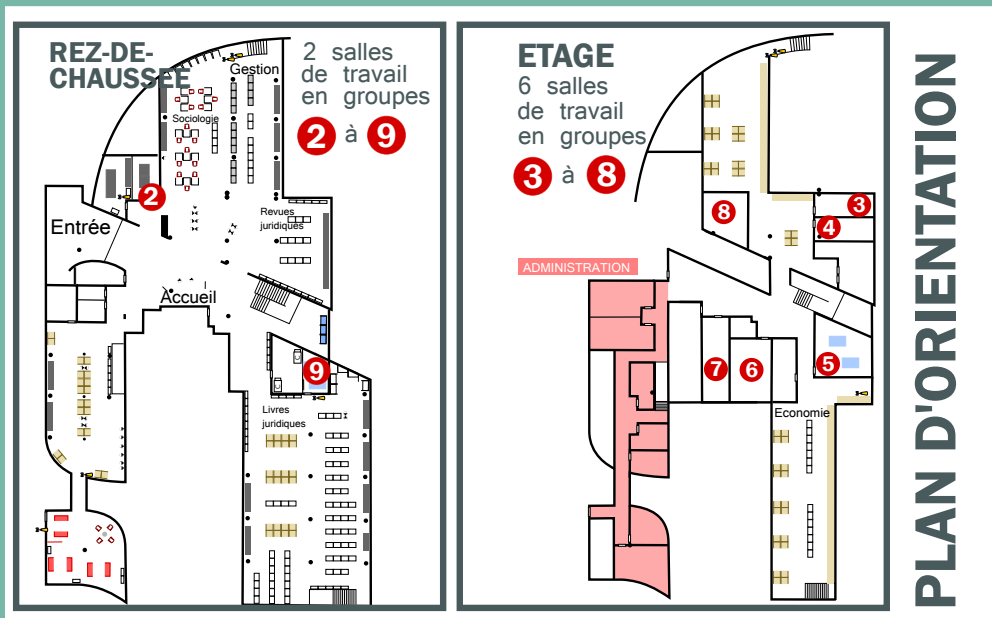 REZ-DE-
CHAUSSEE
2 salles
de travail
en groupes
2 à 9
Gestion
Sociologie
2
Entrée
Revues
juridiques
Accueil
9
Livres
juridiques
ETAGE
6 salles
de travail
en groupes
3 à 8
8
3
4
ADMINISTRATION
7
6
5
Economie
PLAN D'ORIENTATION